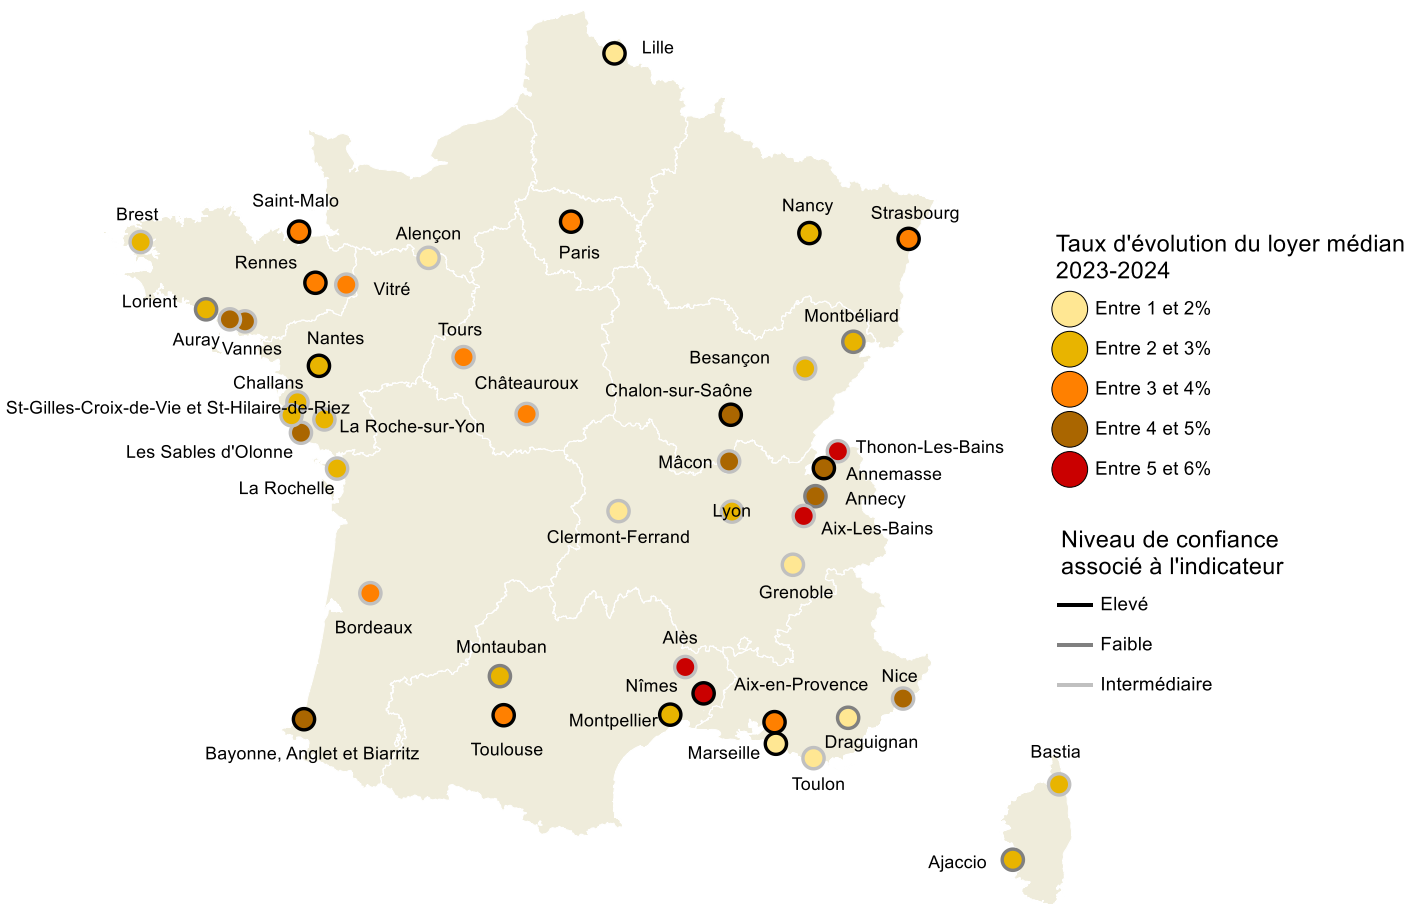 Lille
Saint-Malo
Nancy
Brest
Strasbourg
Alençon
Paris
Rennes
Vitré
Lorient
Montbéliard
Tours
Nantes
Auray
Vannes
Besançon
Challans
Châteauroux
Chalon-sur-Saône
St-Gilles-Croix-de-Vie et St-Hilaire-de-Riez
La Roche-sur-Yon
Thonon-Les-Bains
Les Sables d'Olonne
Mâcon
Annemasse
La Rochelle
Annecy
Lyon
Aix-Les-Bains
Clermont-Ferrand
Grenoble
Bordeaux
Alès
Montauban
Nice
Nîmes
Aix-en-Provence
Montpellier
Draguignan
Toulouse
Bayonne, Anglet et Biarritz
Marseille
Toulon
Bastia
Ajaccio
Taux d'évolution du loyer médian
2023-2024
Entre 1 et 2%
Entre 2 et 3%
Entre 3 et 4%
Entre 4 et 5%
Entre 5 et 6%
Niveau de confiance
associé à l'indicateur
Elevé
Faible
Intermédiaire